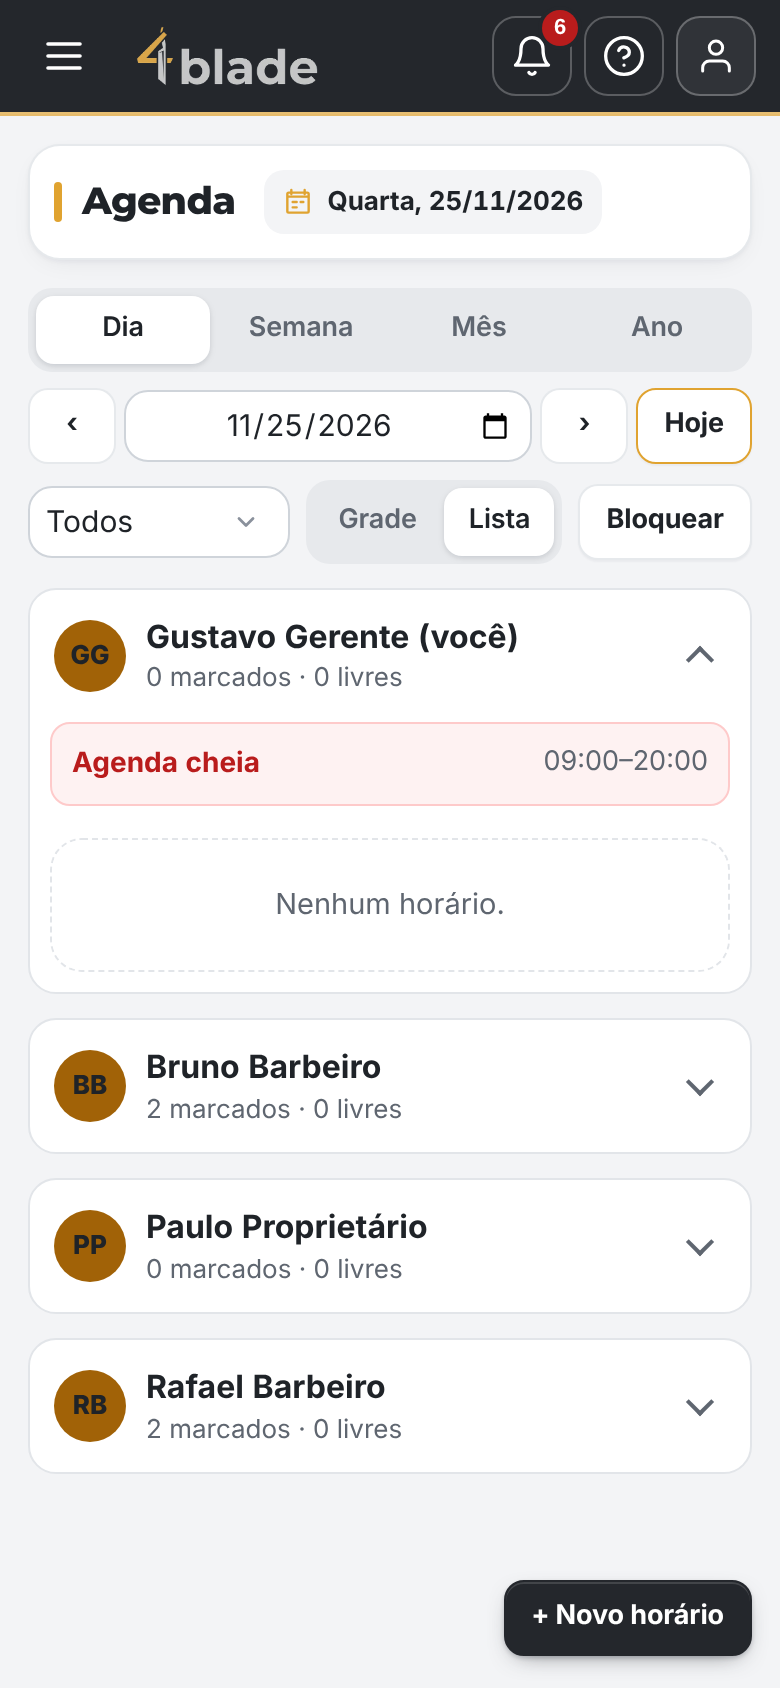 4blade
6
Agenda
Quarta, 25/11/2026
Dia Semana Mês Ano
‹ 11/25/2026 › Hoje
Todos Grade Lista Bloquear
GG Gustavo Gerente (você)
0 marcados · 0 livres
Agenda cheia 09:00–20:00
Nenhum horário.
BB Bruno Barbeiro
2 marcados · 0 livres
PP Paulo Proprietário
0 marcados · 0 livres
RB Rafael Barbeiro
2 marcados · 0 livres
+ Novo horário